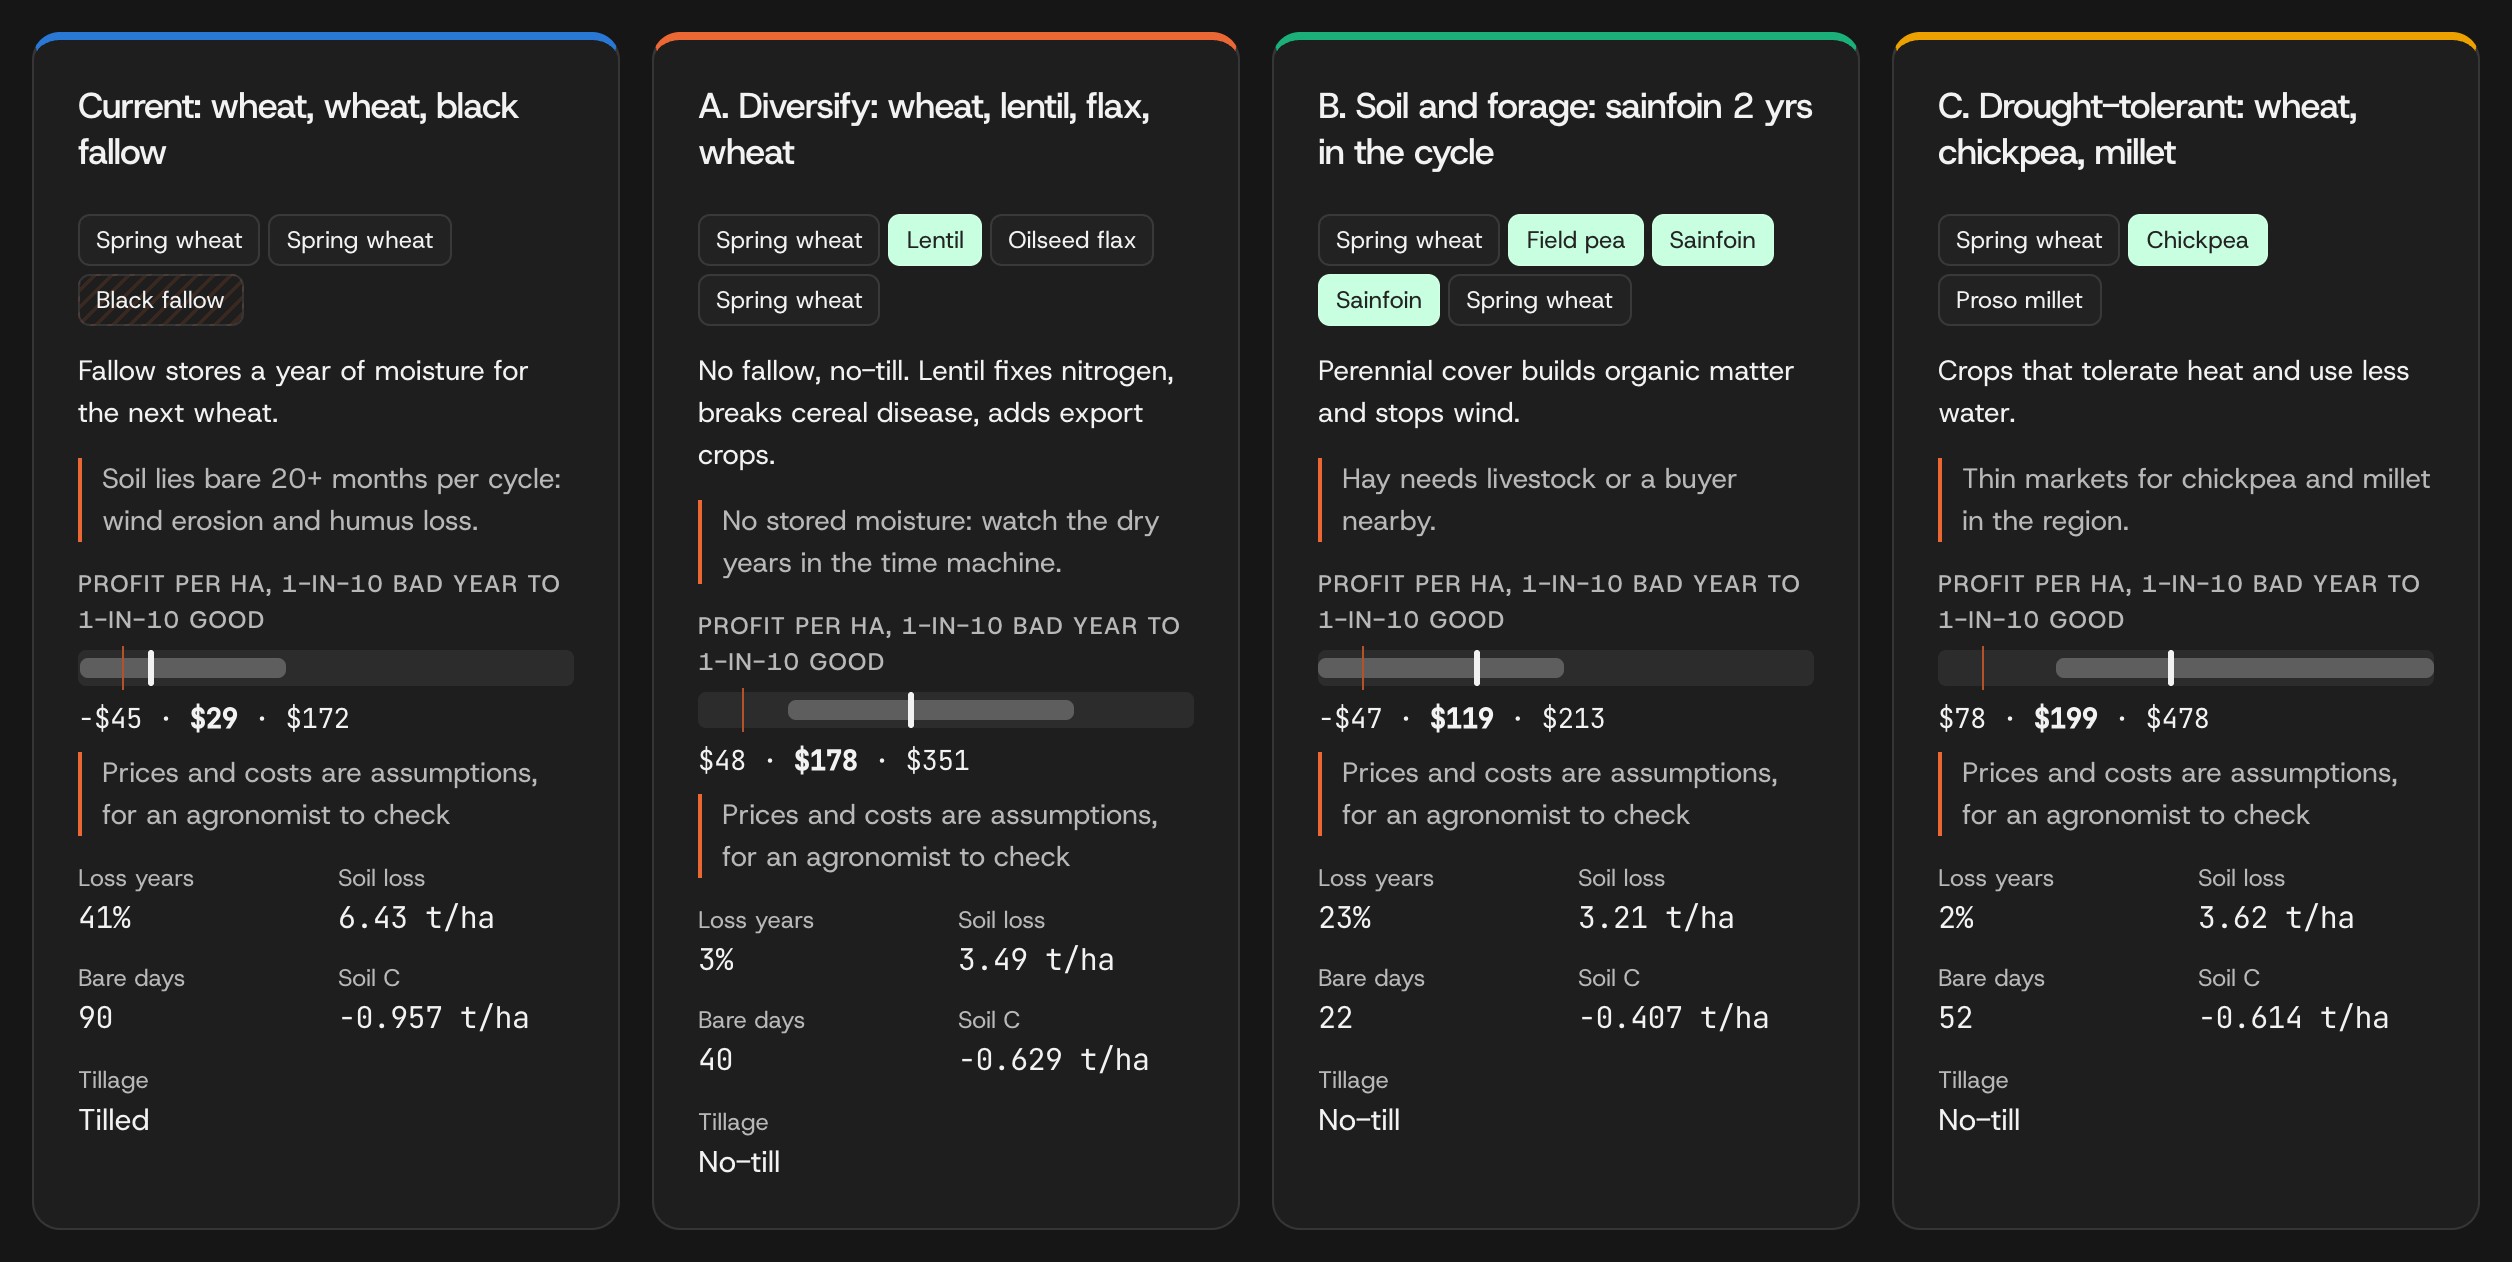 Current: wheat, wheat, black
fallow
Spring wheat
Spring wheat
Black fallow
Fallow stores a year of moisture for
the next wheat.
Soil lies bare 20+ months per cycle:
wind erosion and humus loss.
PROFIT PER HA, 1-IN-10 BAD YEAR TO
1-IN-10 GOOD
-$45 · $29 · $172
Prices and costs are assumptions,
for an agronomist to check
Loss years
41%
Soil loss
6.43 t/ha
Bare days
90
Soil C
-0.957 t/ha
Tillage
Tilled
A. Diversify: wheat, lentil, flax,
wheat
Spring wheat
Lentil
Oilseed flax
Spring wheat
No fallow, no-till. Lentil fixes nitrogen,
breaks cereal disease, adds export
crops.
No stored moisture: watch the dry
years in the time machine.
PROFIT PER HA, 1-IN-10 BAD YEAR TO
1-IN-10 GOOD
$48 · $178 · $351
Prices and costs are assumptions,
for an agronomist to check
Loss years
3%
Soil loss
3.49 t/ha
Bare days
40
Soil C
-0.629 t/ha
Tillage
No-till
B. Soil and forage: sainfoin 2 yrs
in the cycle
Spring wheat
Field pea
Sainfoin
Sainfoin
Spring wheat
Perennial cover builds organic matter
and stops wind.
Hay needs livestock or a buyer
nearby.
PROFIT PER HA, 1-IN-10 BAD YEAR TO
1-IN-10 GOOD
-$47 · $119 · $213
Prices and costs are assumptions,
for an agronomist to check
Loss years
23%
Soil loss
3.21 t/ha
Bare days
22
Soil C
-0.407 t/ha
Tillage
No-till
C. Drought-tolerant: wheat,
chickpea, millet
Spring wheat
Chickpea
Proso millet
Crops that tolerate heat and use less
water.
Thin markets for chickpea and millet
in the region.
PROFIT PER HA, 1-IN-10 BAD YEAR TO
1-IN-10 GOOD
$78 · $199 · $478
Prices and costs are assumptions,
for an agronomist to check
Loss years
2%
Soil loss
3.62 t/ha
Bare days
52
Soil C
-0.614 t/ha
Tillage
No-till